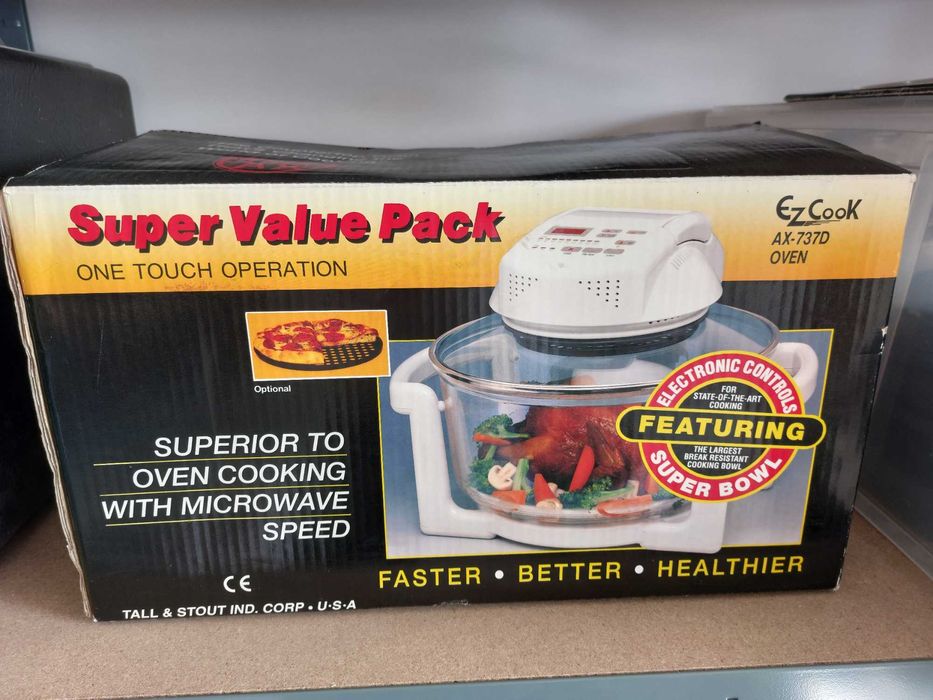 Super Value Pack
ONE TOUCH OPERATION
EZ Cook
AX-737D
OVEN
Optional
SUPERIOR TO
OVEN COOKING
WITH MICROWAVE
SPEED
ELECTRONIC CONTROLS
FOR
STATE-OF-THE-ART
COOKING
FEATURING
THE LARGEST
BREAK RESISTANT
COOKING BOWL
SUPER BOWL
FASTER • BETTER • HEALTHIER
CE
TALL & STOUT IND. CORP • U•S•A